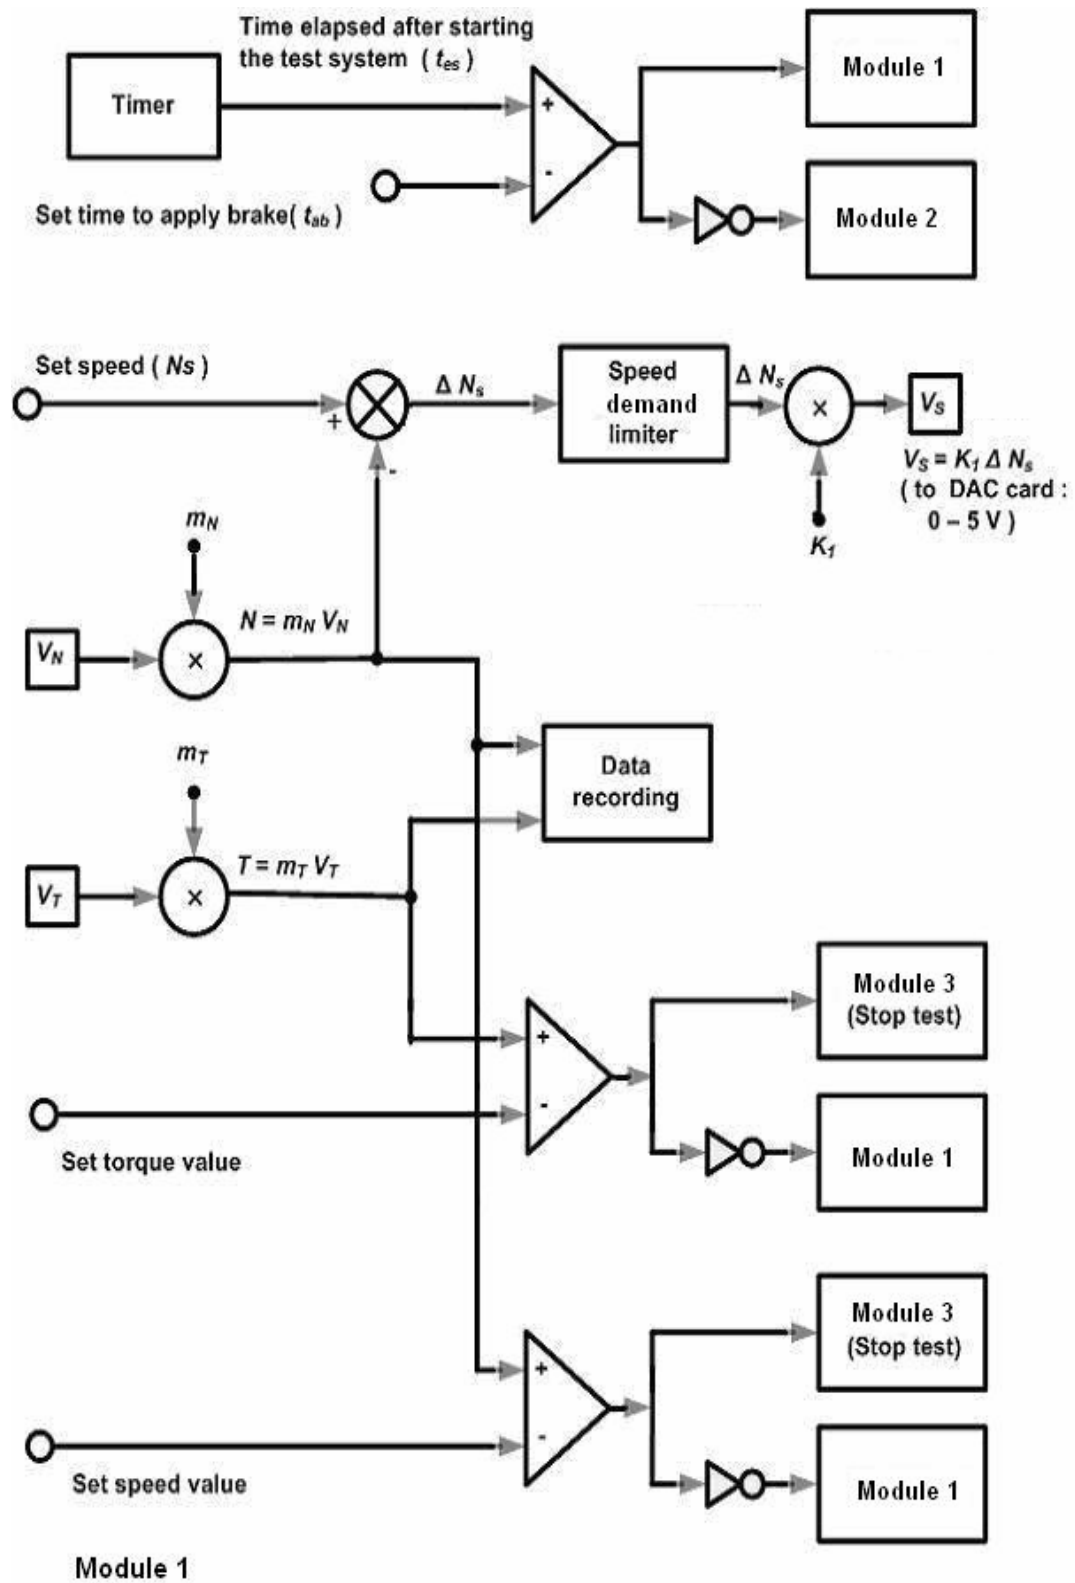 Time elapsed after starting
the test system ( tes )
Timer
+
-
Module 1
Set time to apply brake( tab )
Module 2
Set speed ( Ns )
+
-
Δ Ns
Speed
demand
limiter
Δ Ns
×
VS
VS = K1 Δ Ns
( to DAC card :
0 – 5 V )
K1
mN
VN
×
N = mN VN
mT
Data
recording
VT
×
T = mT VT
Module 3
(Stop test)
+
-
Set torque value
Module 1
Module 3
(Stop test)
+
-
Set speed value
Module 1
Module 1